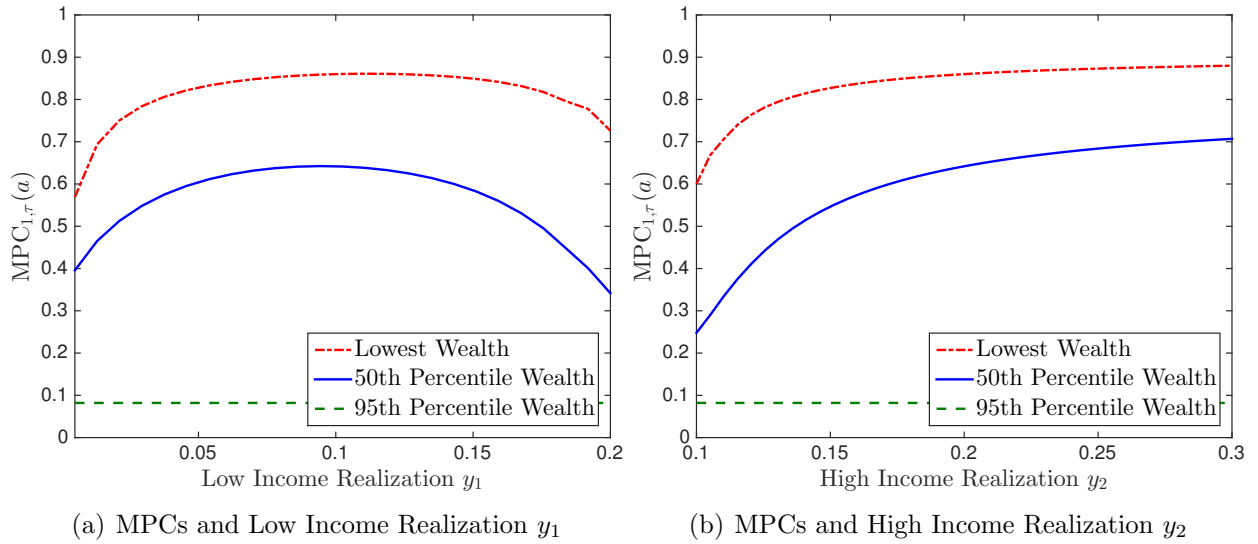 1
0.9
0.8
0.7
0.6
0.5
0.4
0.3
0.2
0.1
0
MPC1,τ(a)
Lowest Wealth
50th Percentile Wealth
95th Percentile Wealth
0.05 0.1 0.15 0.2
Low Income Realization y1
(a) MPCs and Low Income Realization y1
1
0.9
0.8
0.7
0.6
0.5
0.4
0.3
0.2
0.1
0
MPC1,τ(a)
Lowest Wealth
50th Percentile Wealth
95th Percentile Wealth
0.1 0.15 0.2 0.25 0.3
High Income Realization y2
(b) MPCs and High Income Realization y2